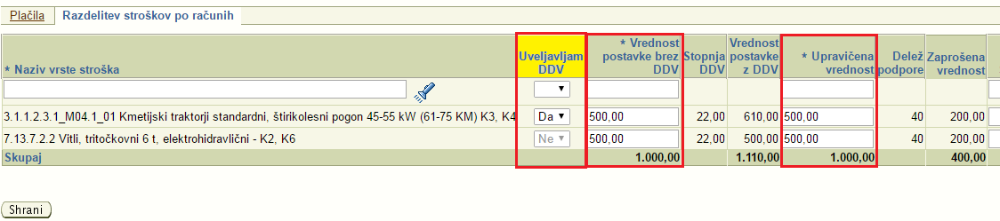 Plačila Razdelitev stroškov po računih
* Naziv vrste stroška Uveljavljam DDV * Vrednost postavke brez DDV Stopnja DDV Vrednost postavke z DDV * Upravičena vrednost Delež podpore Zaprošena vrednost
3.1.1.2.3.1_M04.1_01 Kmetijski traktorji standardni, štirikolesni pogon 45-55 kW (61-75 KM) K3, K4 Da 500,00 22,00 610,00 500,00 40 200,00
7.13.7.2.2 Vitli, tritočkovni 6 t, elektrohidravlični - K2, K6 Ne 500,00 22,00 500,00 500,00 40 200,00
Skupaj 1.000,00 1.110,00 1.000,00 400,00
Shrani